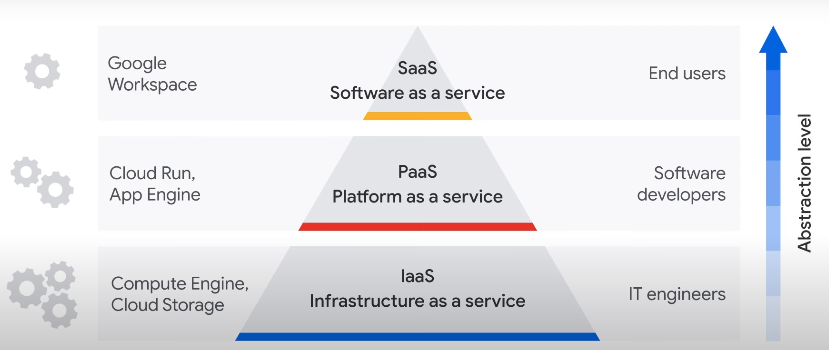 Google
Workspace
SaaS
Software as a service
End users
Cloud Run,
App Engine
PaaS
Platform as a service
Software
developers
Compute Engine,
Cloud Storage
IaaS
Infrastructure as a service
IT engineers
Abstraction level